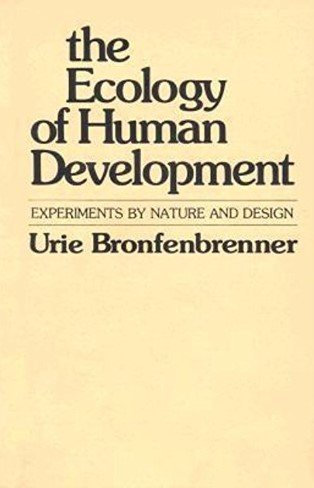 the
Ecology
of Human
Development
EXPERIMENTS BY NATURE AND DESIGN
Urie Bronfenbrenner